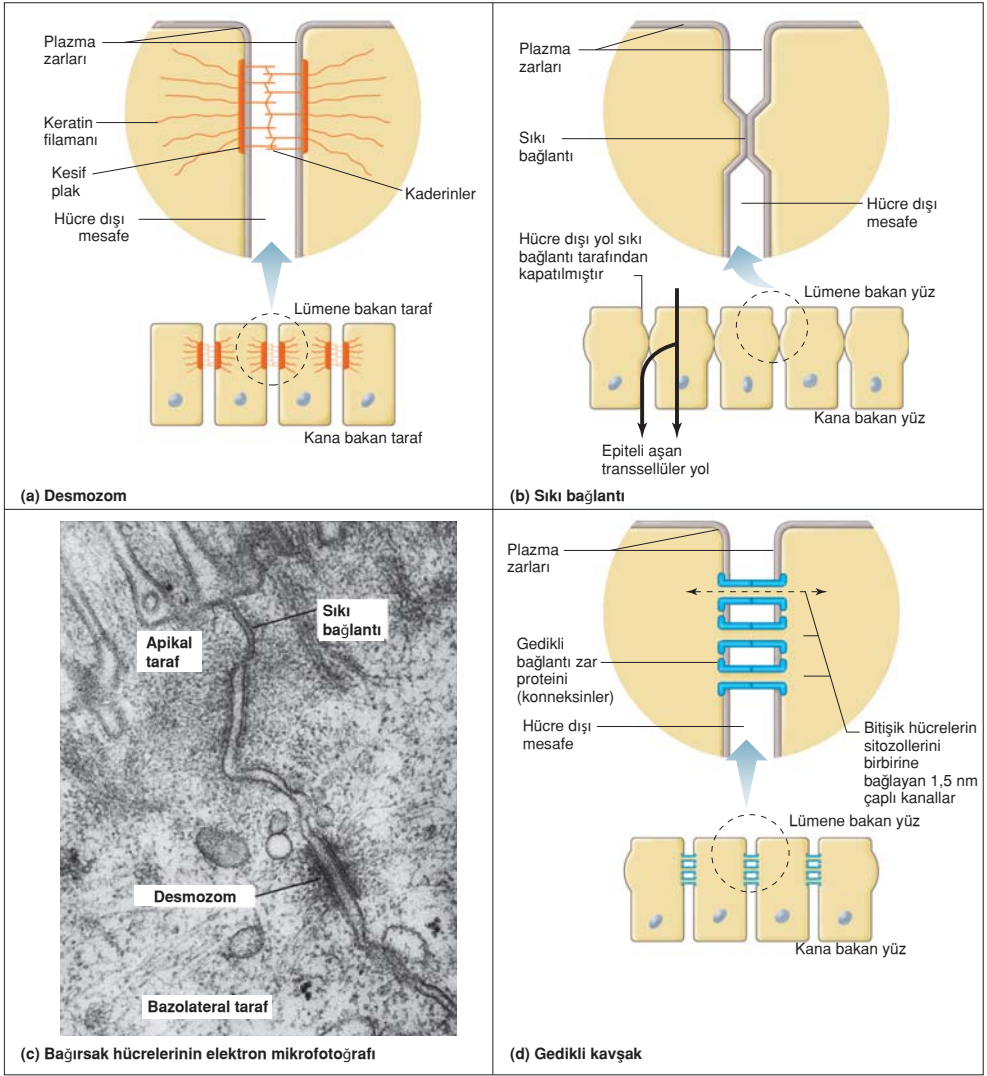 Plazma
zarları
Keratin
filamanı
Kesif
plak
Hücre dışı
mesafe
Kaderinler
Lümene bakan taraf
Kana bakan taraf
(a) Desmozom
Plazma
zarları
Sıkı
bağlantı
Hücre dışı
mesafe
Hücre dışı yol sıkı
bağlantı tarafından
kapatılmıştır
Lümene bakan yüz
Kana bakan yüz
Epiteli aşan
transsellüler yol
(b) Sıkı bağlantı
Apikal
taraf
Sıkı
bağlantı
Desmozom
Bazolateral taraf
(c) Bağırsak hücrelerinin elektron mikrofotoğrafı
Plazma
zarları
Gedikli
bağlantı zar
proteini
(konneksinler)
Hücre dışı
mesafe
Bitişik hücrelerin
sitozollerini
birbirine
bağlayan 1,5 nm
çaplı kanallar
Lümene bakan yüz
Kana bakan yüz
(d) Gedikli kavşak